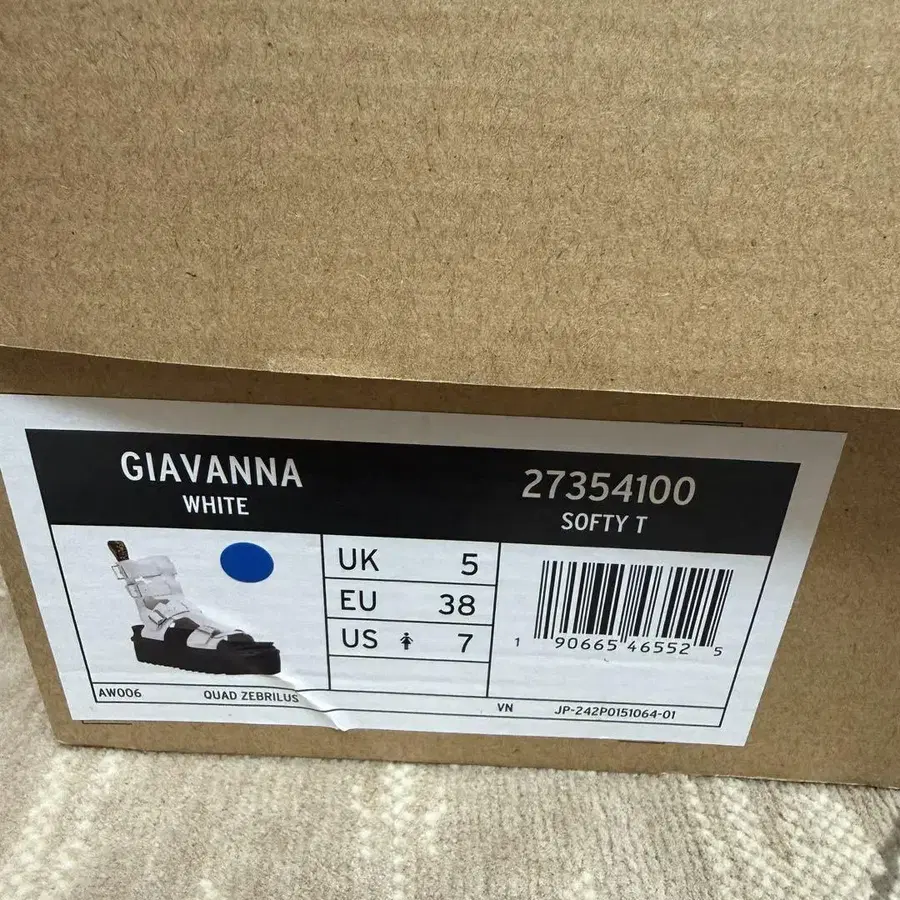 GIAVANNA
WHITE
27354100
SOFTY T
UK 5
EU 38
US 7
1 90665 46552 5
AW006 QUAD ZEBRILUS VN JP-242P0151064-01